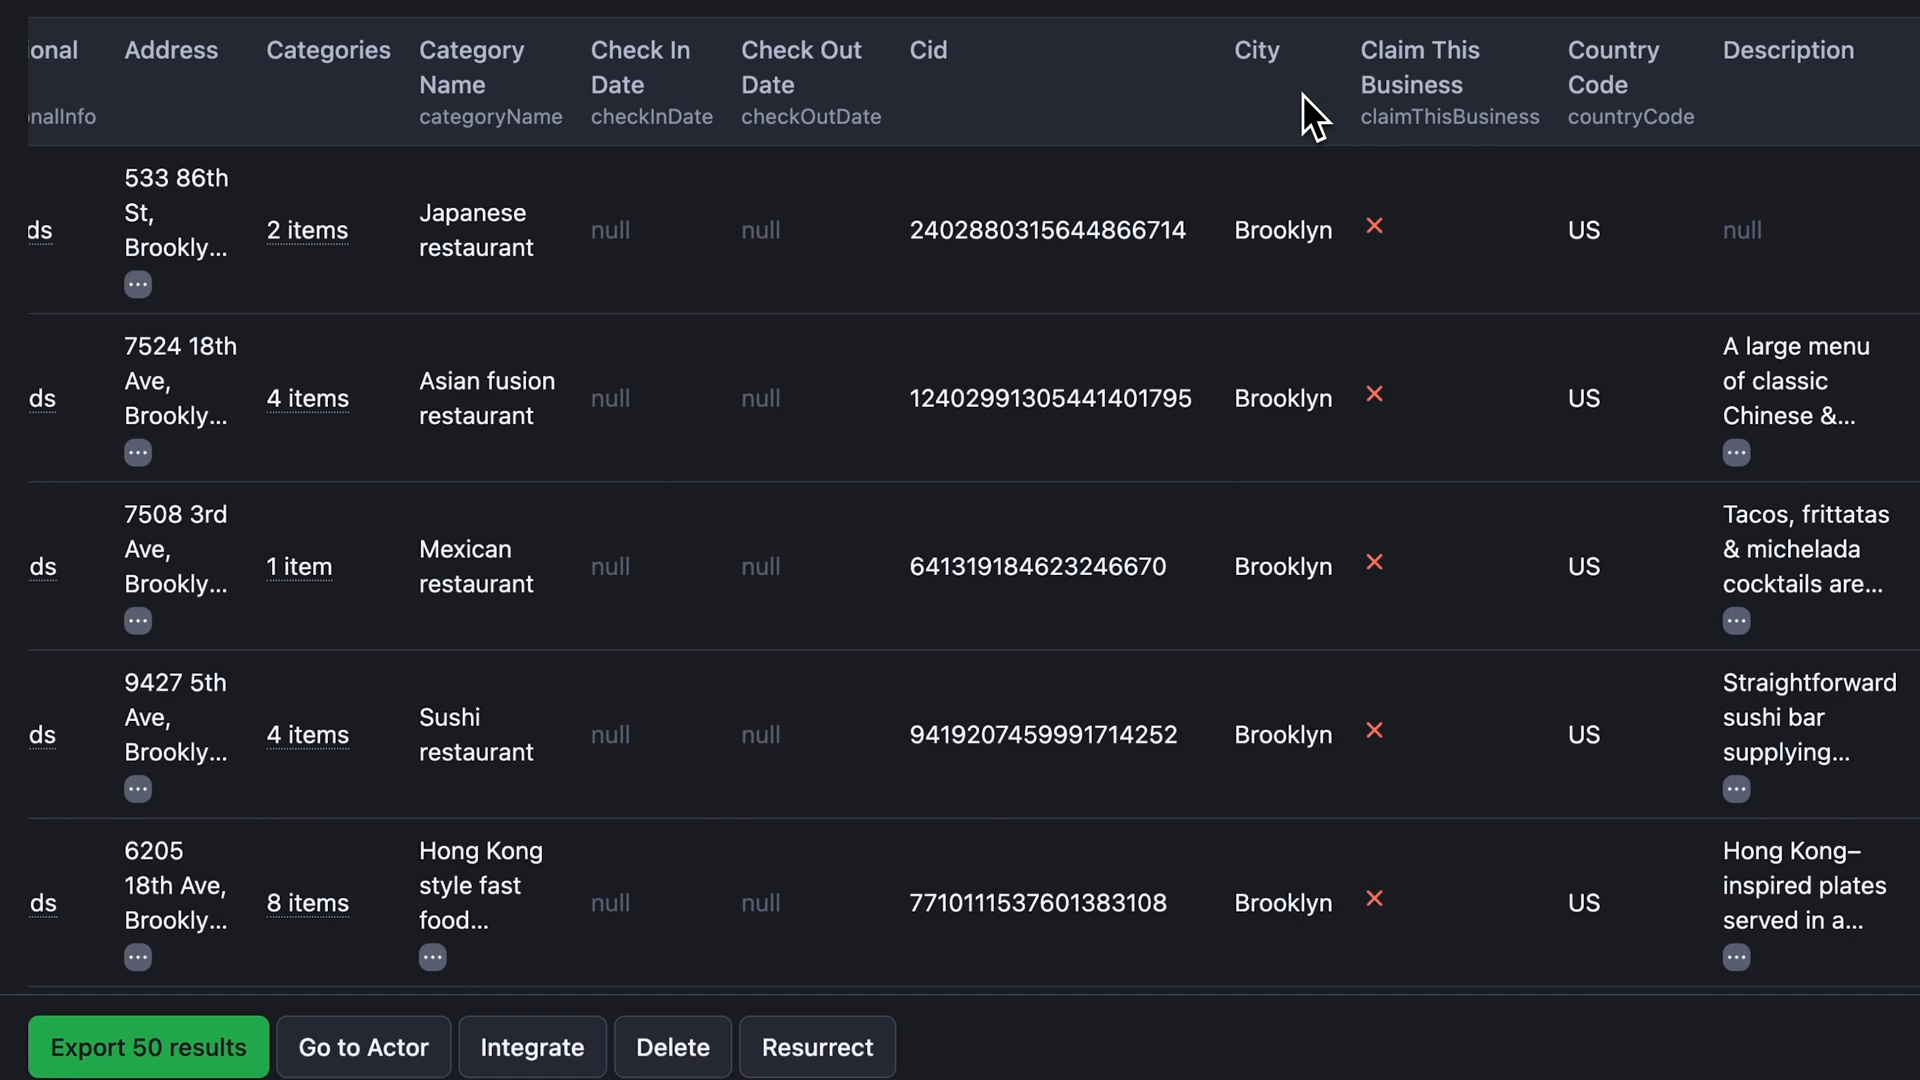 ional Address Categories Category Name Check In Date Check Out Date Cid City Claim This Business Country Code Description
nalInfo categoryName checkInDate checkOutDate claimThisBusiness countryCode
ds 533 86th St, Brookly... 2 items Japanese restaurant null null 2402880315644866714 Brooklyn US null
ds 7524 18th Ave, Brookly... 4 items Asian fusion restaurant null null 12402991305441401795 Brooklyn US A large menu of classic Chinese &...
ds 7508 3rd Ave, Brookly... 1 item Mexican restaurant null null 641319184623246670 Brooklyn US Tacos, frittatas & michelada cocktails are...
ds 9427 5th Ave, Brookly... 4 items Sushi restaurant null null 9419207459991714252 Brooklyn US Straightforward sushi bar supplying...
ds 6205 18th Ave, Brookly... 8 items Hong Kong style fast food... null null 7710111537601383108 Brooklyn US Hong Kong– inspired plates served in a...
Export 50 results Go to Actor Integrate Delete Resurrect